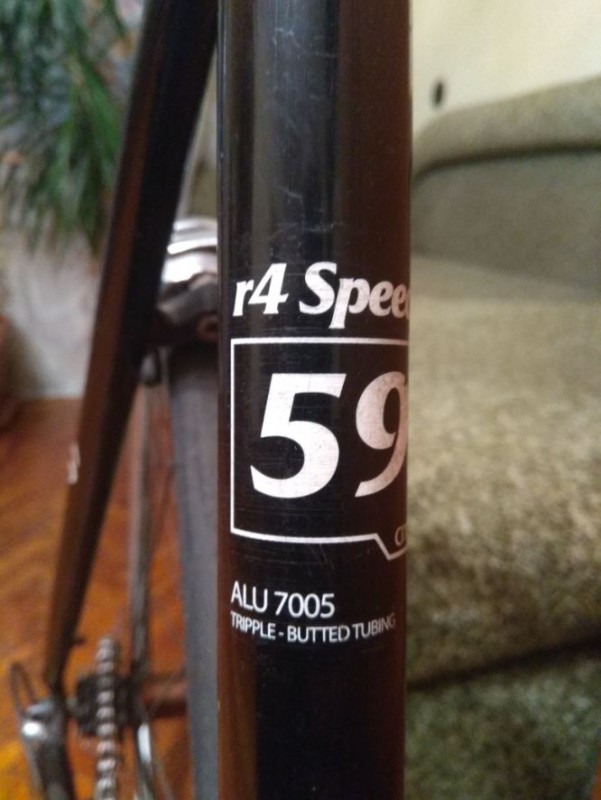 r4 Spee
59
ALU 7005
TRIPPLE - BUTTED TUBING